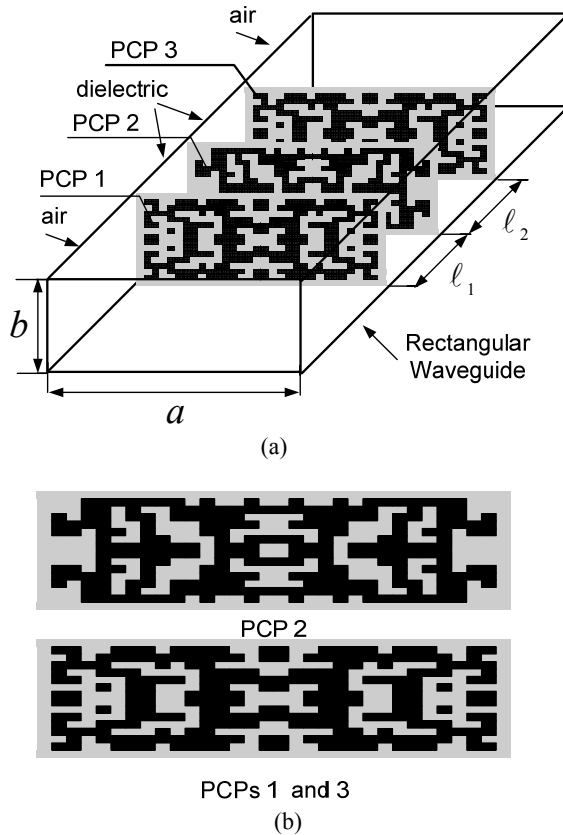 air
PCP 3
dielectric
PCP 2
PCP 1
air
ℓ₂
ℓ₁
b
Rectangular
Waveguide
a
(a)
PCP 2
PCPs 1 and 3
(b)